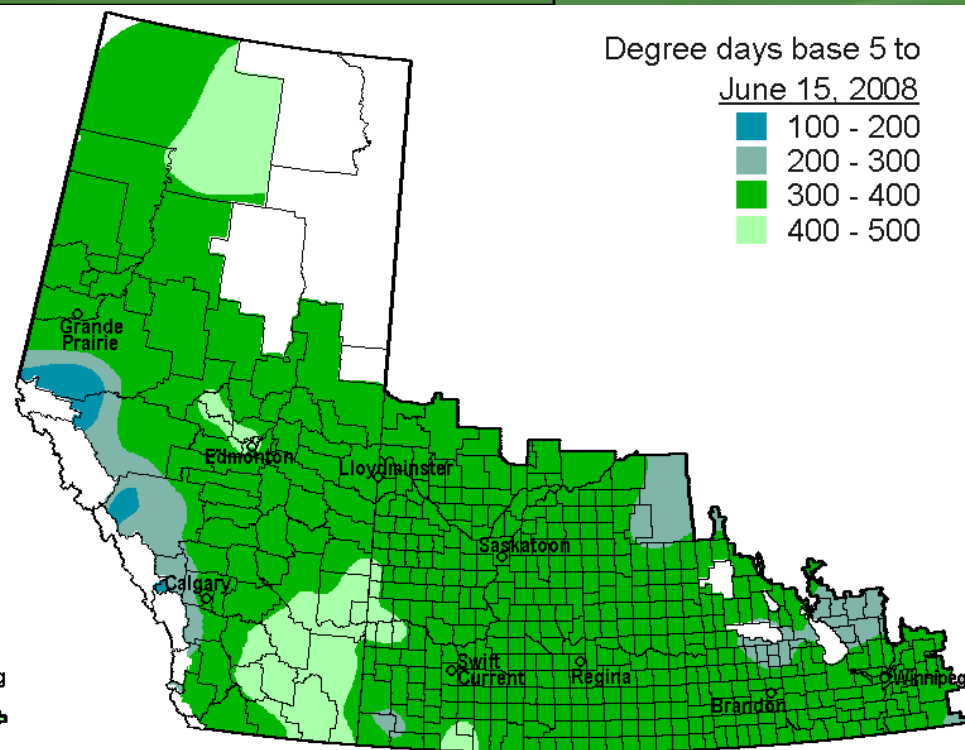 Degree days base 5 to
June 15, 2008
100 - 200
200 - 300
300 - 400
400 - 500
Grande
Prairie
Edmonton
Lloydminster
Saskatoon
Calgary
Swift
Current
Regina
Brandon
Winnipeg
g